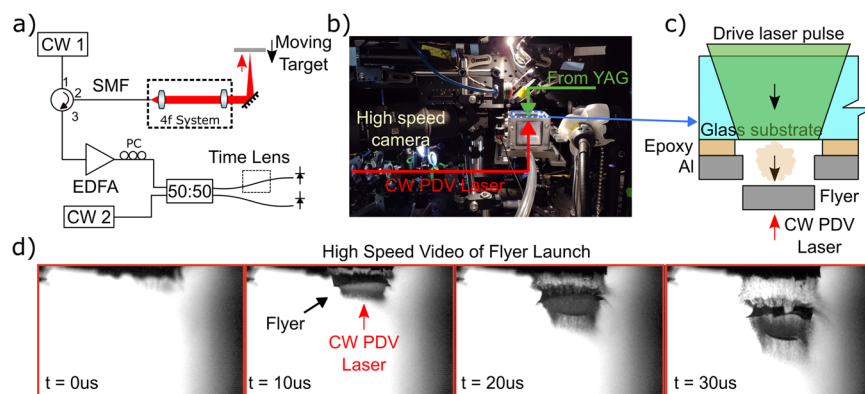 a)
CW 1
SMF
1
2
3
4f System
Moving
Target
PC
EDFA
Time Lens
50:50
CW 2
b)
From YAG
High speed
camera
CW PDV Laser
c)
Drive laser pulse
Glass substrate
Epoxy
Al
Flyer
CW PDV
Laser
d)
High Speed Video of Flyer Launch
Flyer
CW PDV
Laser
t = 0us
t = 10us
t = 20us
t = 30us